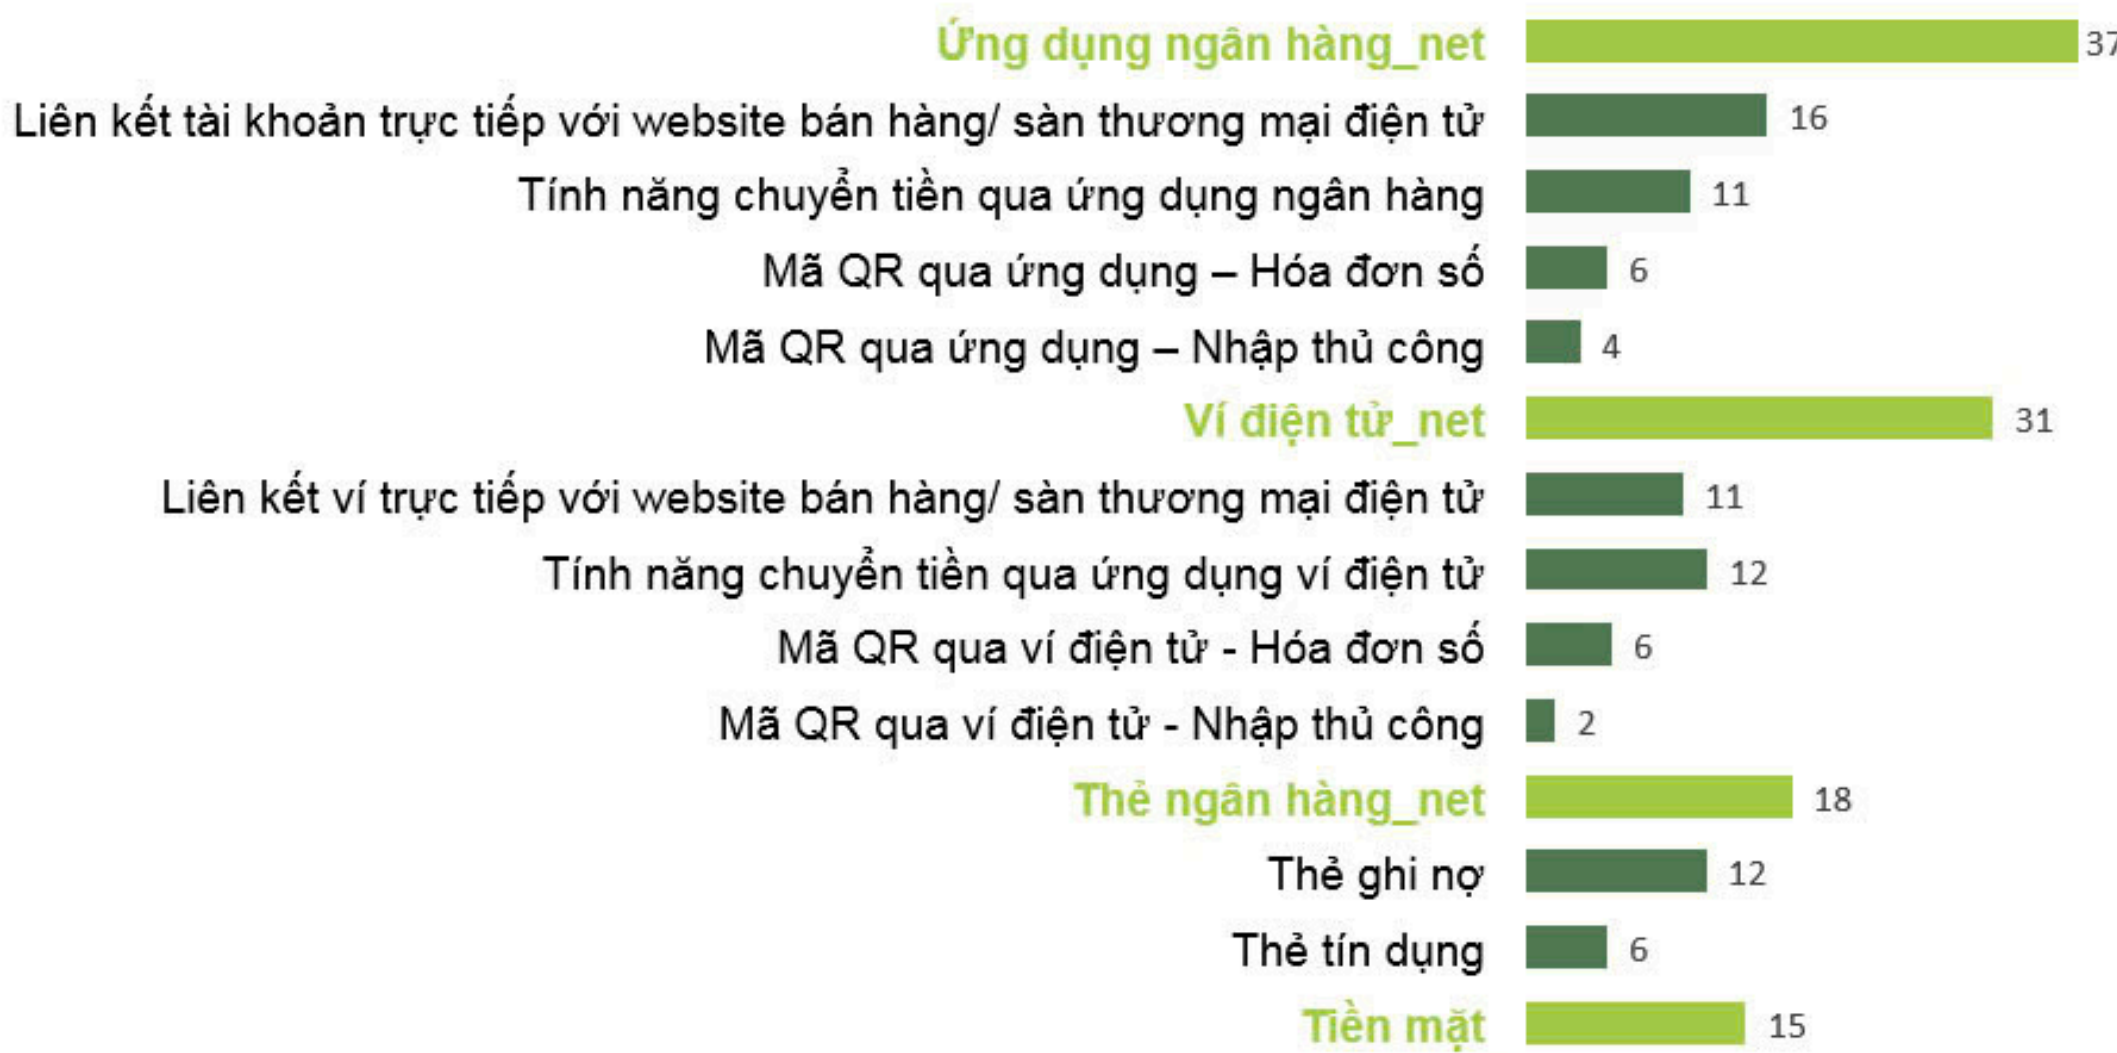 Ứng dụng ngân hàng_net 37
Liên kết tài khoản trực tiếp với website bán hàng/ sàn thương mại điện tử 16
Tính năng chuyển tiền qua ứng dụng ngân hàng 11
Mã QR qua ứng dụng – Hóa đơn số 6
Mã QR qua ứng dụng – Nhập thủ công 4
Ví điện tử_net 31
Liên kết ví trực tiếp với website bán hàng/ sàn thương mại điện tử 11
Tính năng chuyển tiền qua ứng dụng ví điện tử 12
Mã QR qua ví điện tử - Hóa đơn số 6
Mã QR qua ví điện tử - Nhập thủ công 2
Thẻ ngân hàng_net 18
Thẻ ghi nợ 12
Thẻ tín dụng 6
Tiền mặt 15